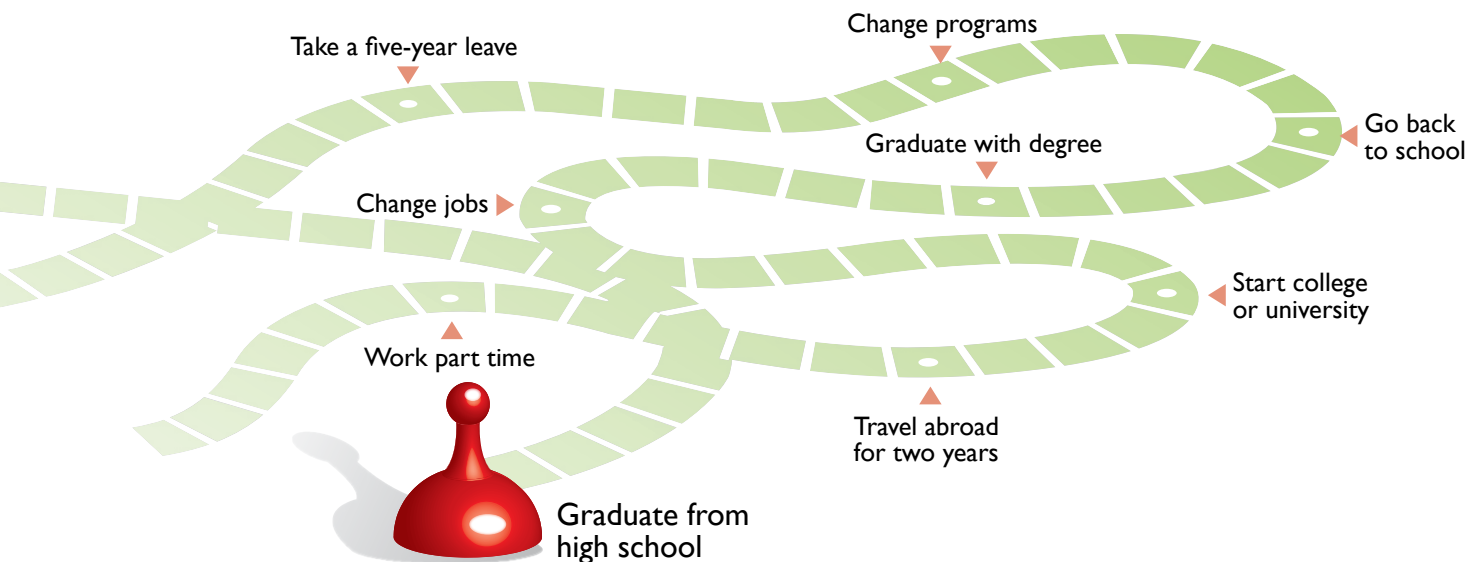 Change programs
Take a five-year leave
Go back
to school
Graduate with degree
Change jobs
Start college
or university
Work part time
Travel abroad
for two years
Graduate from
high school